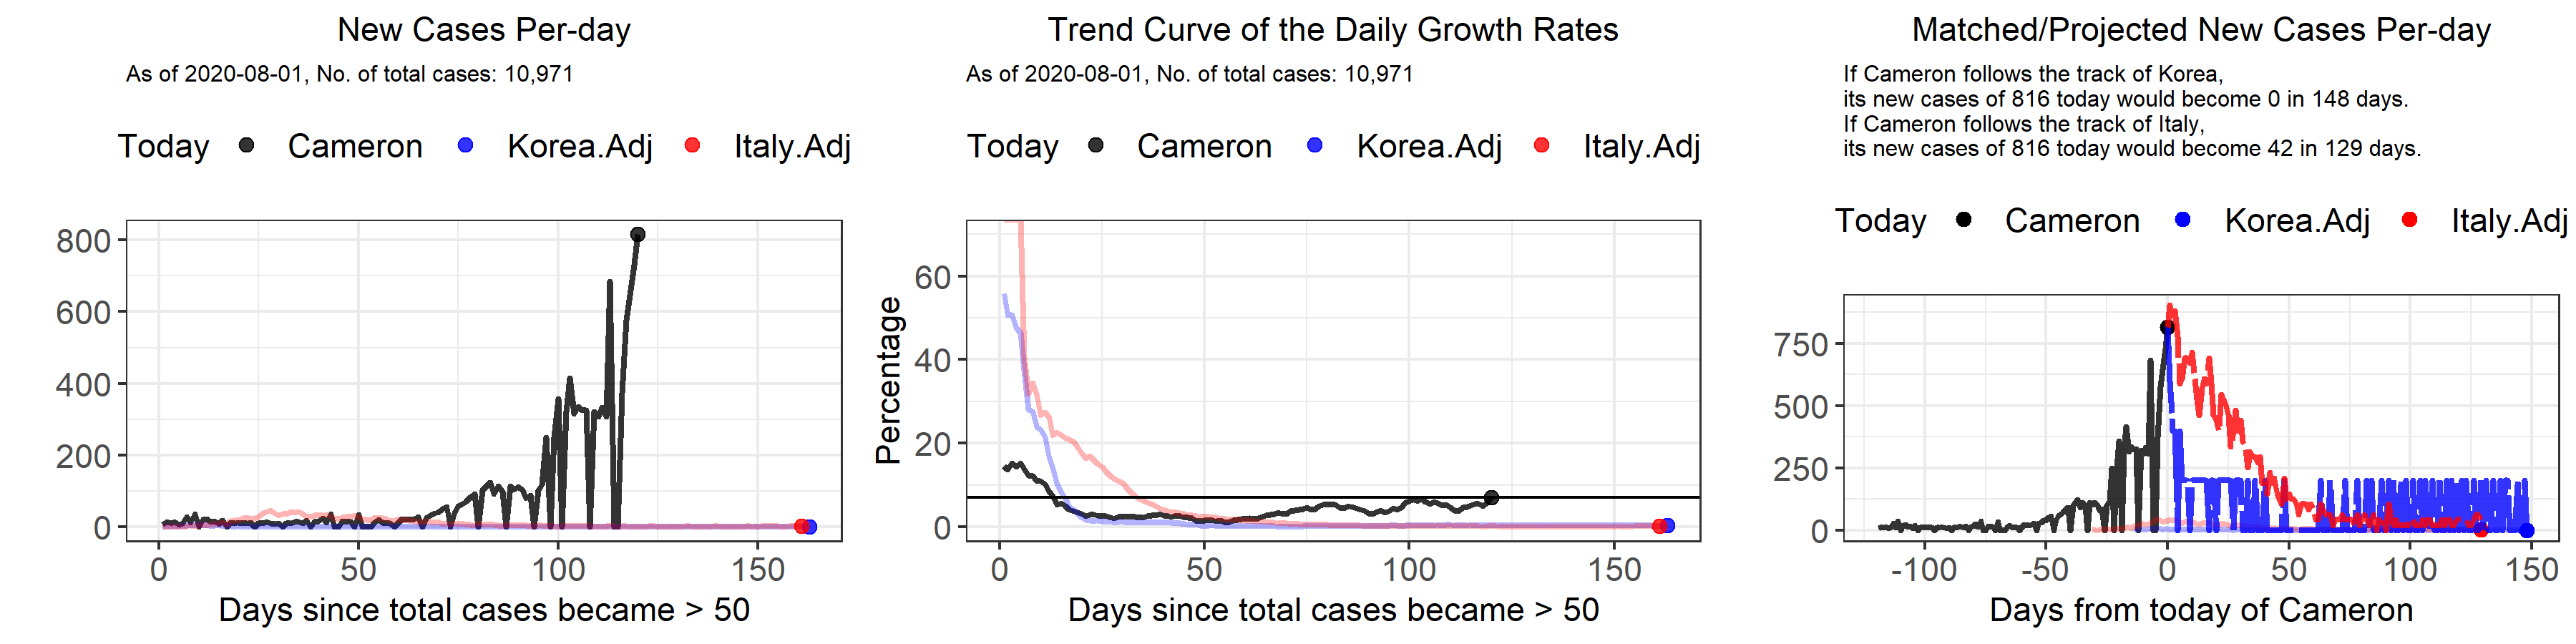 New Cases Per-day
As of 2020-08-01, No. of total cases: 10,971
Today Cameron Korea.Adj Italy.Adj
800
600
400
200
0
0 50 100 150
Days since total cases became > 50
Trend Curve of the Daily Growth Rates
As of 2020-08-01, No. of total cases: 10,971
Today Cameron Korea.Adj Italy.Adj
Percentage
60
40
20
0
0 50 100 150
Days since total cases became > 50
Matched/Projected New Cases Per-day
If Cameron follows the track of Korea,
its new cases of 816 today would become 0 in 148 days.
If Cameron follows the track of Italy,
its new cases of 816 today would become 42 in 129 days.
Today Cameron Korea.Adj Italy.Adj
750
500
250
0
-100 -50 0 50 100 150
Days from today of Cameron